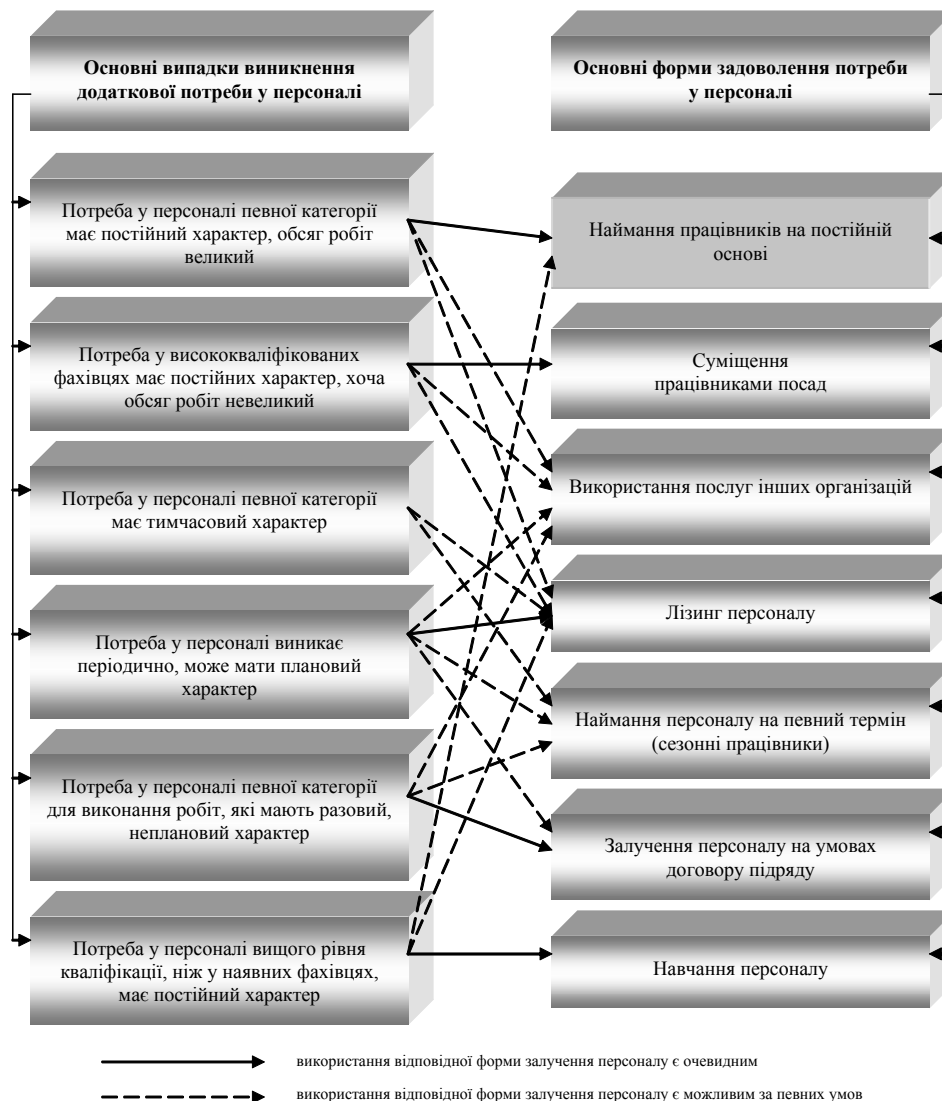 Основні випадки виникнення
додаткової потреби у персоналі
Основні форми задоволення потреби
у персоналі
Потреба у персоналі певної категорії
має постійний характер, обсяг робіт
великий
Потреба у висококваліфікованих
фахівцях має постійних характер, хоча
обсяг робіт невеликий
Потреба у персоналі певної категорії
має тимчасовий характер
Потреба у персоналі виникає
періодично, може мати плановий
характер
Потреба у персоналі певної категорії
для виконання робіт, які мають разовий,
неплановий характер
Потреба у персоналі вищого рівня
кваліфікації, ніж у наявних фахівцях,
має постійний характер
Наймання працівників на постійній
основі
Суміщення
працівниками посад
Використання послуг інших організацій
Лізинг персоналу
Наймання персоналу на певний термін
(сезонні працівники)
Залучення персоналу на умовах
договору підряду
Навчання персоналу
використання відповідної форми залучення персоналу є очевидним
використання відповідної форми залучення персоналу є можливим за певних умов